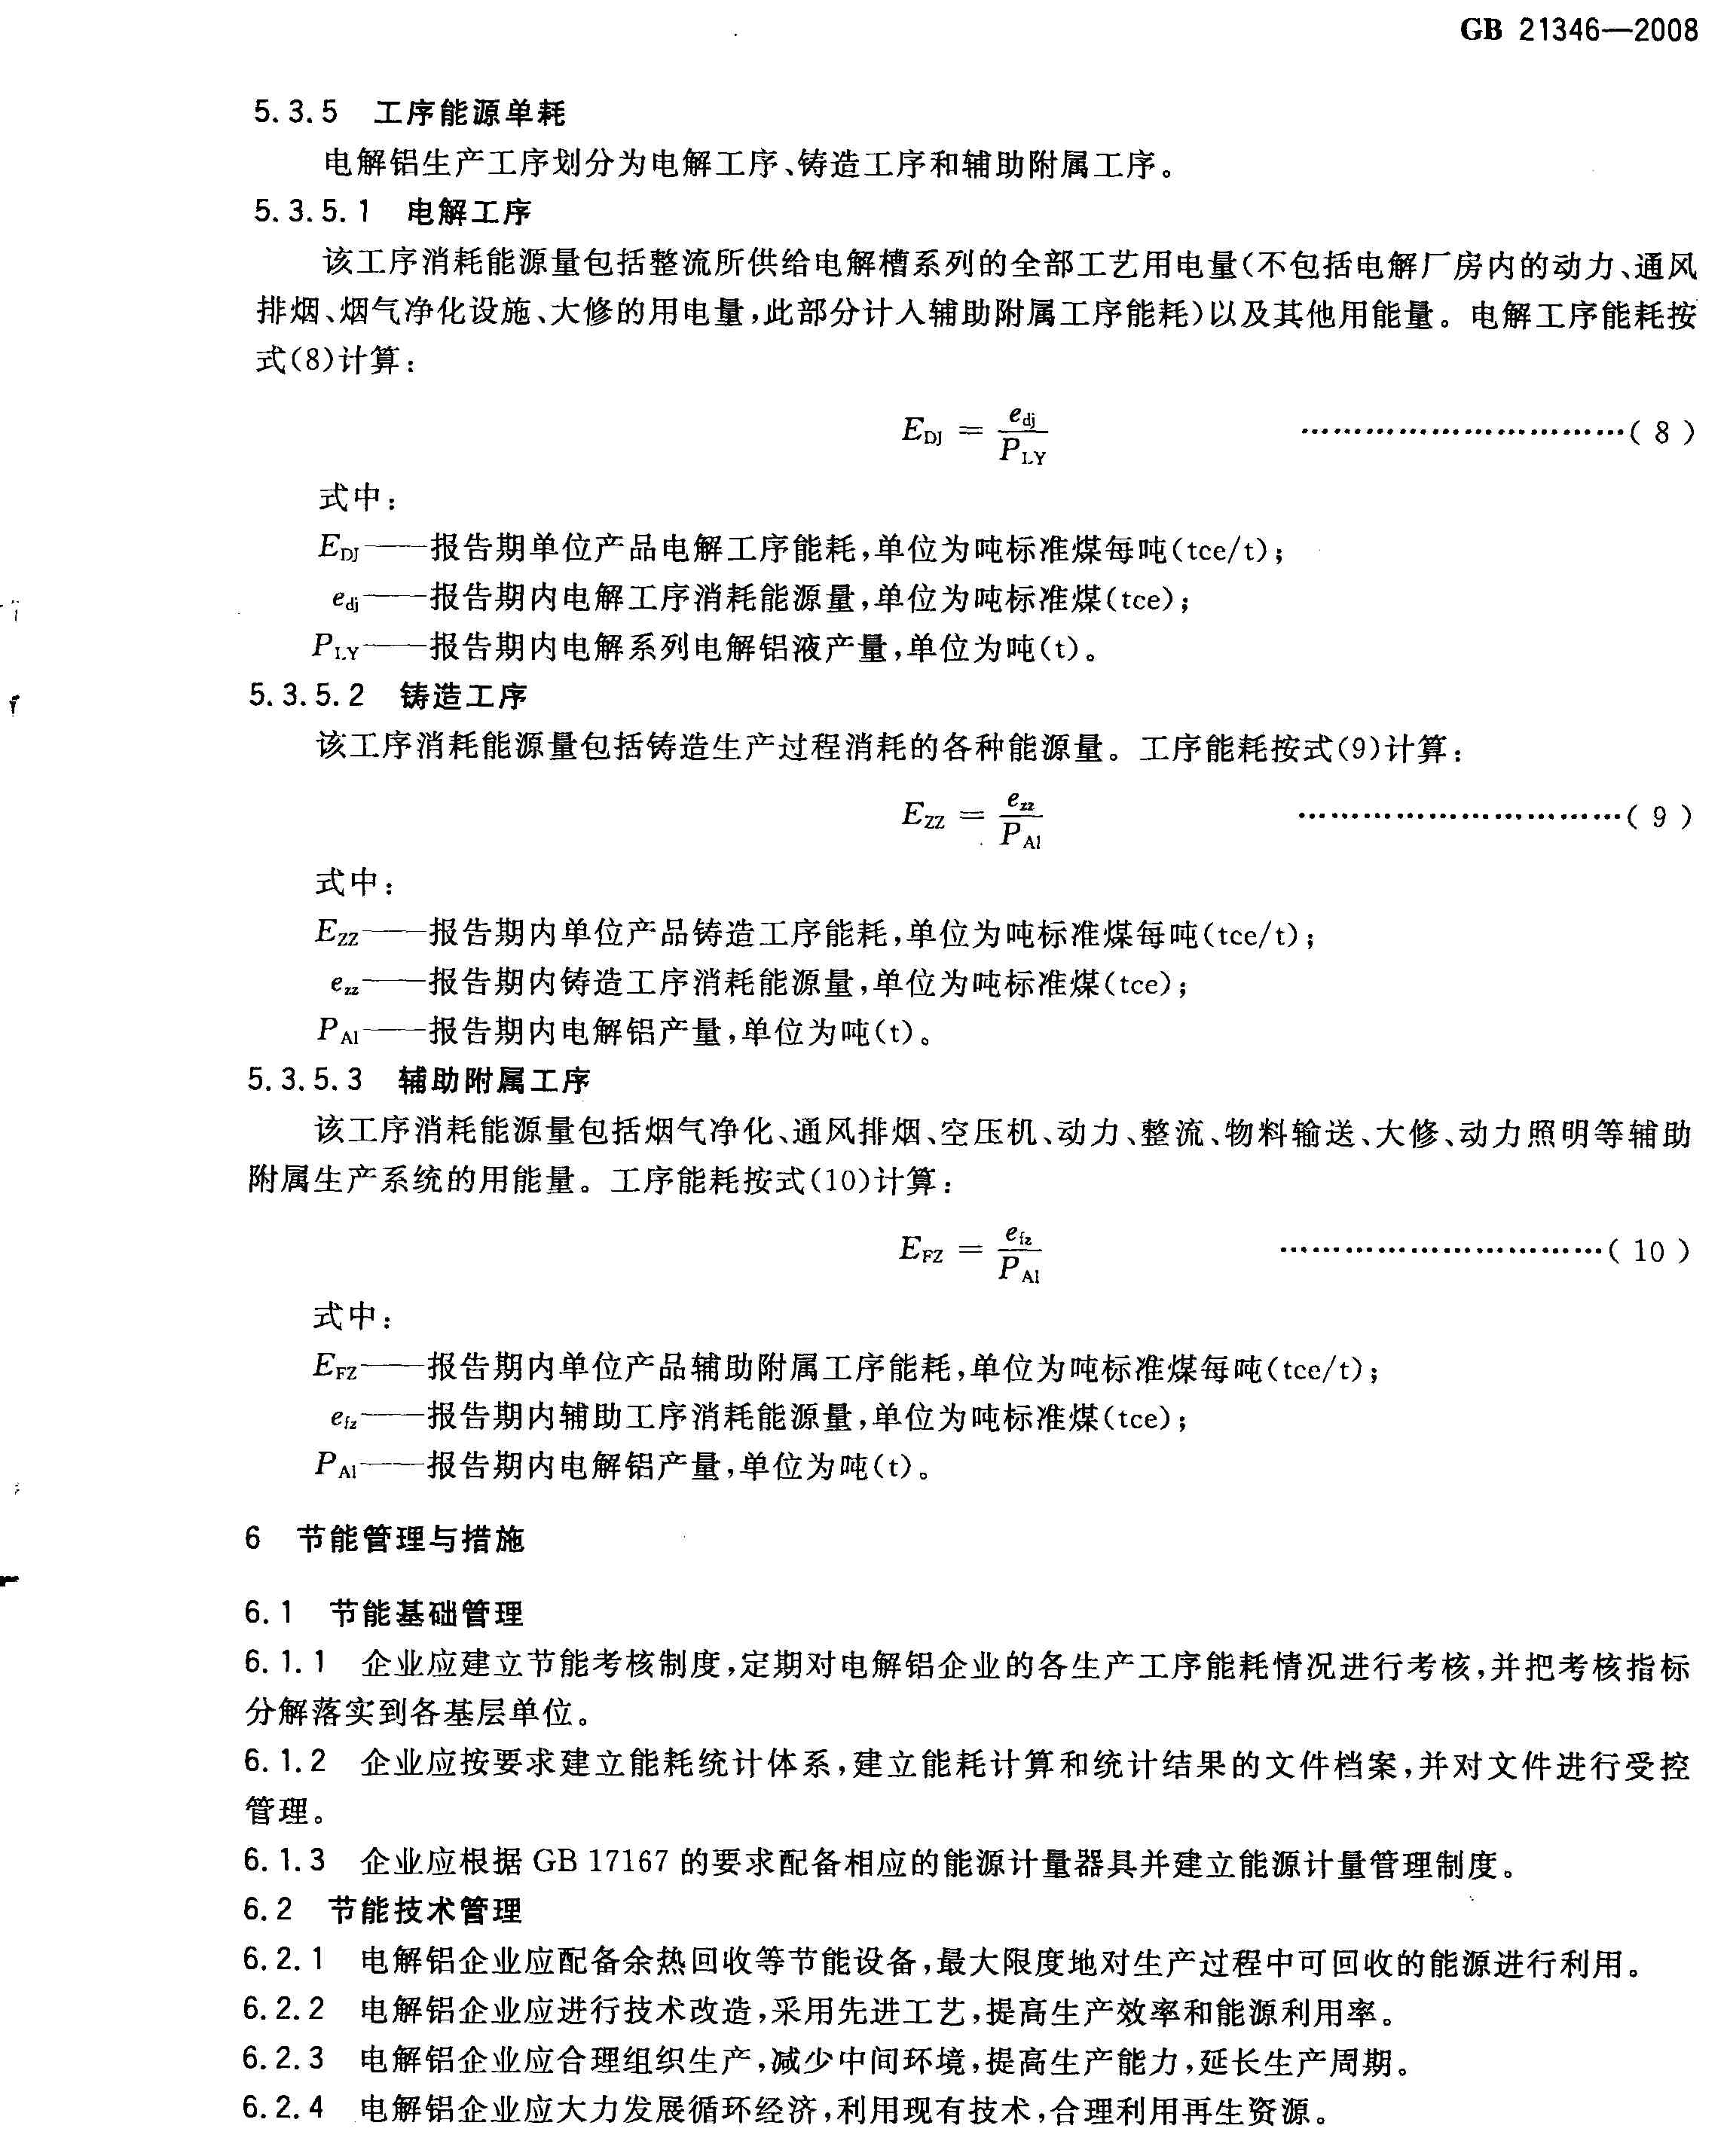 GB 21346—2008
5.3.5 工序能源单耗
电解铝生产工序划分为电解工序、铸造工序和辅助附属工序。
5.3.5.1 电解工序
该工序消耗能源量包括整流所供给电解槽系列的全部工艺用电量(不包括电解厂房内的动力、通风
排烟、烟气净化设施、大修的用电量,此部分计入辅助附属工序能耗)以及其他用能量。电解工序能耗按
式(8)计算:
E_DJ = e_dj / P_LY …………………………( 8 )
式中:
E_DJ——报告期单位产品电解工序能耗,单位为吨标准煤每吨(tce/t);
e_dj——报告期内电解工序消耗能源量,单位为吨标准煤(tce);
P_LY——报告期内电解系列电解铝液产量,单位为吨(t)。
5.3.5.2 铸造工序
该工序消耗能源量包括铸造生产过程消耗的各种能源量。工序能耗按式(9)计算:
E_ZZ = e_zz / P_Al …………………………( 9 )
式中:
E_ZZ——报告期内单位产品铸造工序能耗,单位为吨标准煤每吨(tce/t);
e_zz——报告期内铸造工序消耗能源量,单位为吨标准煤(tce);
P_Al——报告期内电解铝产量,单位为吨(t)。
5.3.5.3 辅助附属工序
该工序消耗能源量包括烟气净化、通风排烟、空压机、动力、整流、物料输送、大修、动力照明等辅助
附属生产系统的用能量。工序能耗按式(10)计算:
E_FZ = e_fz / P_Al …………………………( 10 )
式中:
E_FZ——报告期内单位产品辅助附属工序能耗,单位为吨标准煤每吨(tce/t);
e_fz——报告期内辅助工序消耗能源量,单位为吨标准煤(tce);
P_Al——报告期内电解铝产量,单位为吨(t)。
6 节能管理与措施
6.1 节能基础管理
6.1.1 企业应建立节能考核制度,定期对电解铝企业的各生产工序能耗情况进行考核,并把考核指标
分解落实到各基层单位。
6.1.2 企业应按要求建立能耗统计体系,建立能耗计算和统计结果的文件档案,并对文件进行受控
管理。
6.1.3 企业应根据 GB 17167 的要求配备相应的能源计量器具并建立能源计量管理制度。
6.2 节能技术管理
6.2.1 电解铝企业应配备余热回收等节能设备,最大限度地对生产过程中可回收的能源进行利用。
6.2.2 电解铝企业应进行技术改造,采用先进工艺,提高生产效率和能源利用率。
6.2.3 电解铝企业应合理组织生产,减少中间环境,提高生产能力,延长生产周期。
6.2.4 电解铝企业应大力发展循环经济,利用现有技术,合理利用再生资源。